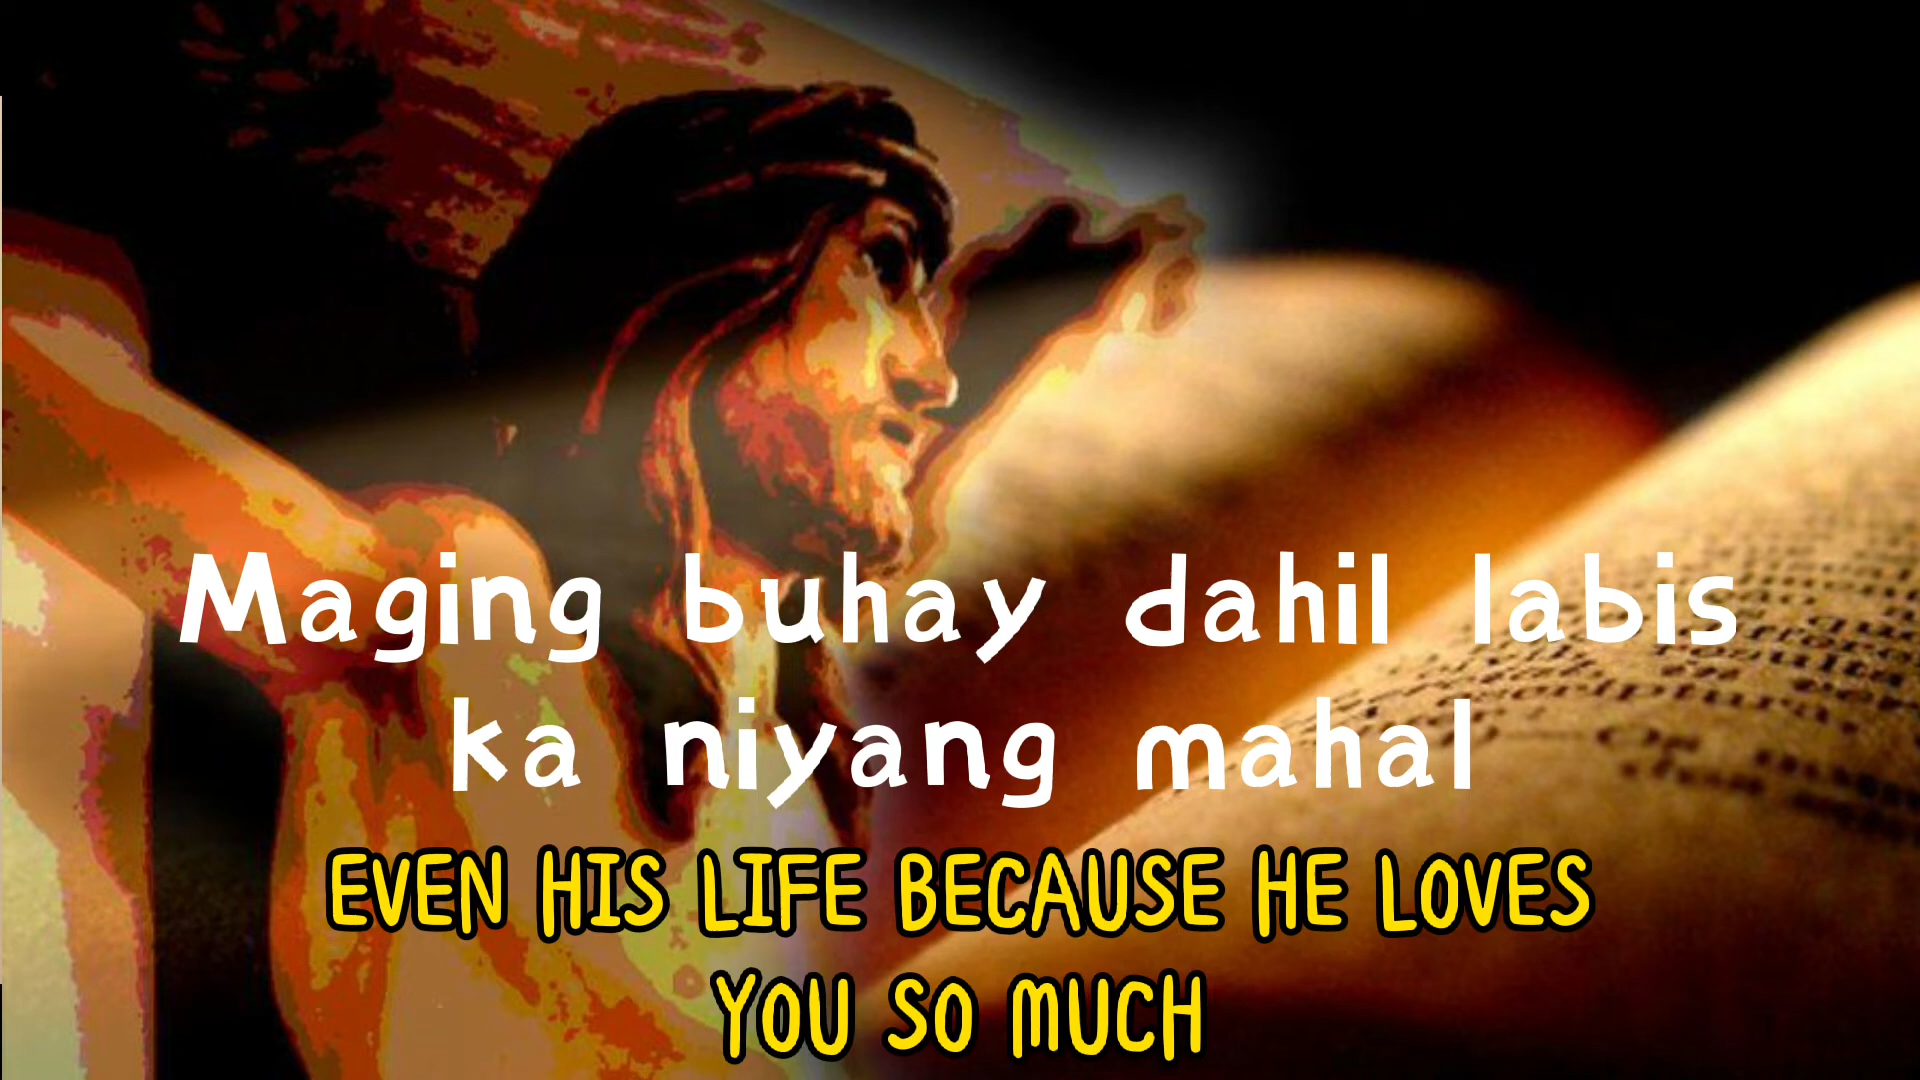 Maging buhay dahil labis
ka niyang mahal
EVEN HIS LIFE BECAUSE HE LOVES
YOU SO MUCH